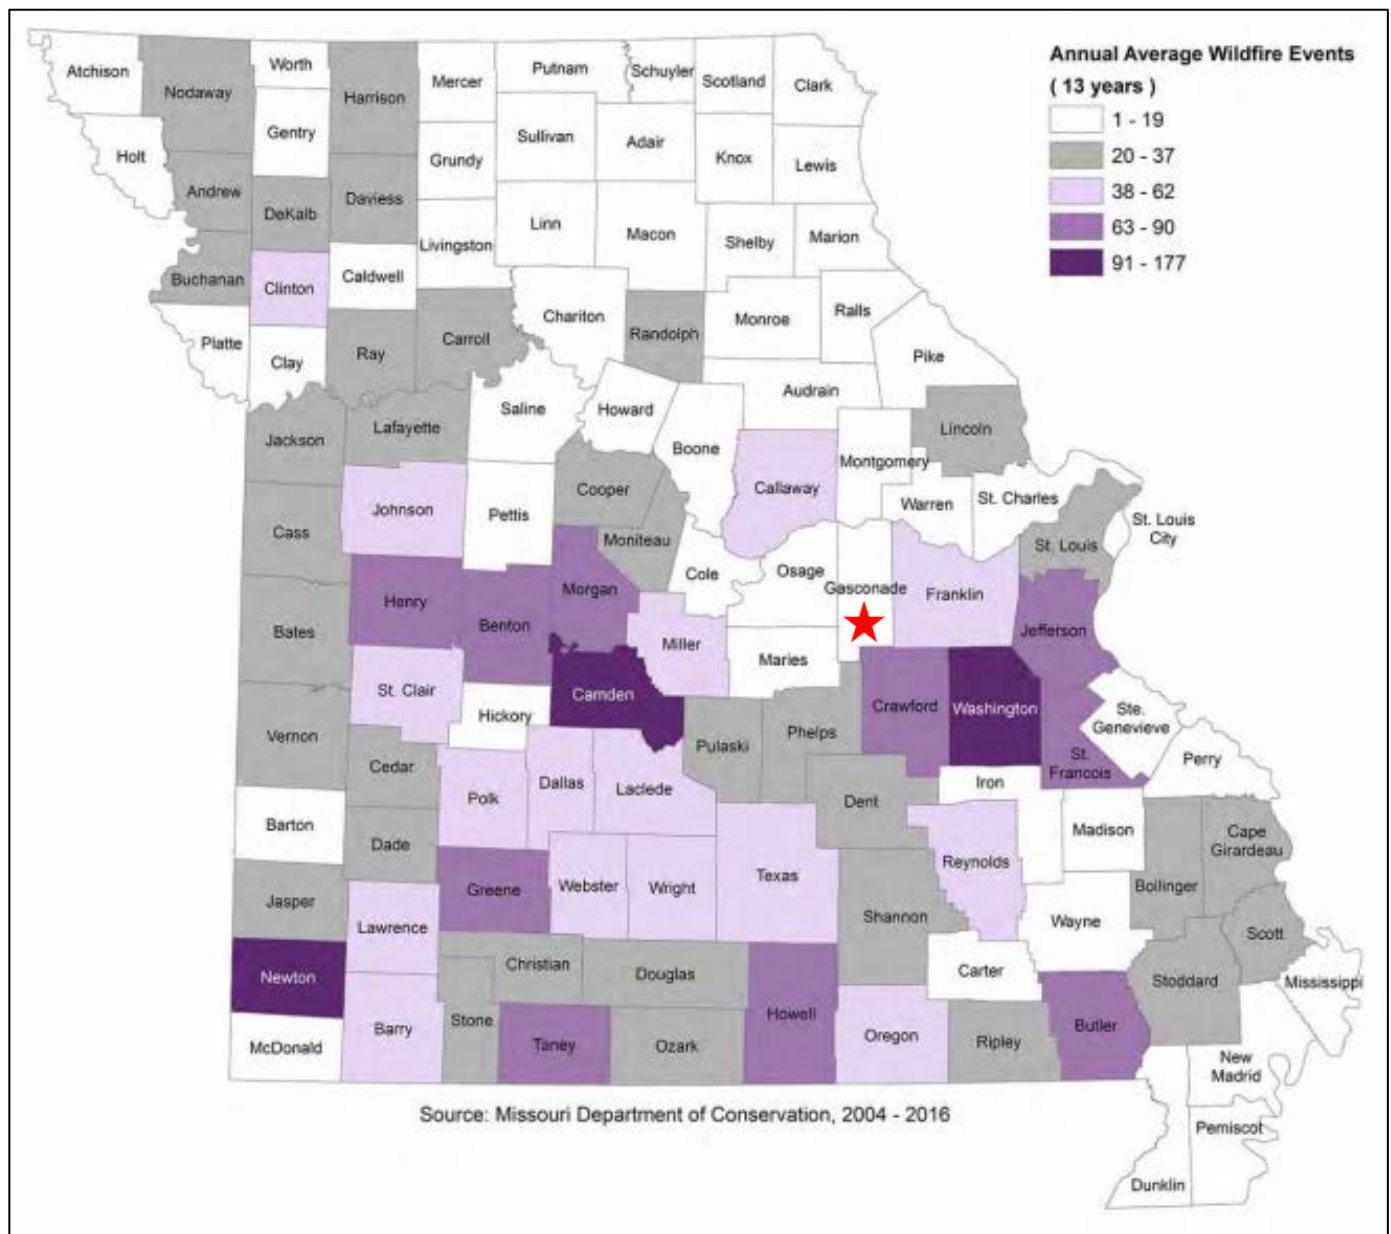 Annual Average Wildfire Events
( 13 years )
1 - 19
20 - 37
38 - 62
63 - 90
91 - 177
Atchison
Nodaway
Worth
Harrison
Mercer
Putnam
Schuyler
Scotland
Clark
Gentry
Holt
Sullivan
Adair
Knox
Lewis
Grundy
Andrew
DeKalb
Daviess
Linn
Macon
Shelby
Marion
Livingston
Buchanan
Clinton
Caldwell
Chariton
Randolph
Monroe
Ralls
Platte
Clay
Ray
Carroll
Pike
Audrain
Saline
Howard
Jackson
Lafayette
Boone
Lincoln
Montgomery
Callaway
Cooper
Johnson
Pettis
Warren
St. Charles
Cass
Moniteau
St. Louis
St. Louis
City
Cole
Osage
Gasconade
Franklin
Morgan
Henry
Benton
Bates
Miller
Maries
Jefferson
St. Clair
Camden
Hickory
Crawford
Washington
Ste.
Genevieve
Vernon
Pulaski
Phelps
St.
Francois
Perry
Cedar
Dallas
Laclede
Polk
Iron
Dent
Barton
Madison
Cape
Girardeau
Dade
Reynolds
Texas
Greene
Webster
Wright
Bollinger
Jasper
Shannon
Lawrence
Wayne
Scott
Christian
Douglas
Carter
Newton
Stoddard
Mississippi
Howell
Stone
Barry
Taney
Ozark
Oregon
Ripley
Butler
McDonald
New
Madrid
Pemiscot
Dunklin
Source: Missouri Department of Conservation, 2004 - 2016